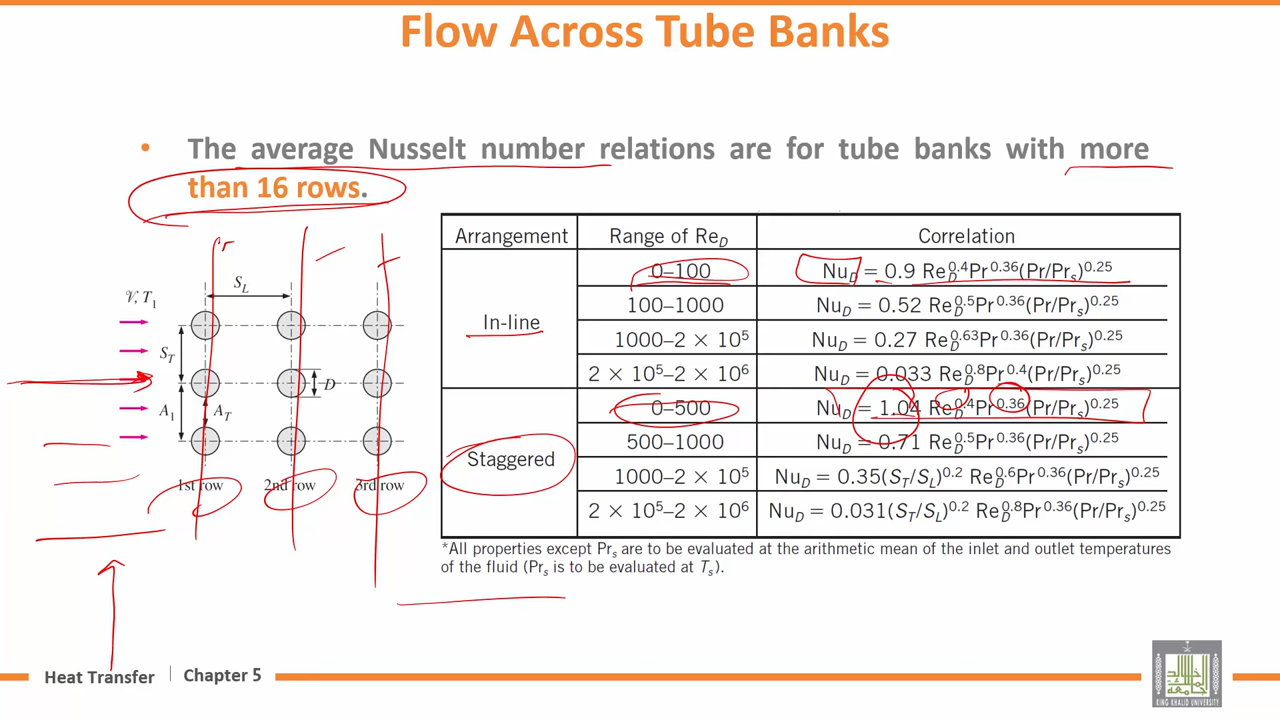 Flow Across Tube Banks
• The average Nusselt number relations are for tube banks with more
than 16 rows.
Arrangement Range of Re_D Correlation
In-line
0–100 Nu_D = 0.9 Re_D^0.4 Pr^0.36 (Pr/Pr_s)^0.25
100–1000 Nu_D = 0.52 Re_D^0.5 Pr^0.36 (Pr/Pr_s)^0.25
1000–2 × 10^5 Nu_D = 0.27 Re_D^0.63 Pr^0.36 (Pr/Pr_s)^0.25
2 × 10^5–2 × 10^6 Nu_D = 0.033 Re_D^0.8 Pr^0.4 (Pr/Pr_s)^0.25
Staggered
0–500 Nu_D = 1.04 Re_D^0.4 Pr^0.36 (Pr/Pr_s)^0.25
500–1000 Nu_D = 0.71 Re_D^0.5 Pr^0.36 (Pr/Pr_s)^0.25
1000–2 × 10^5 Nu_D = 0.35(S_T/S_L)^0.2 Re_D^0.6 Pr^0.36 (Pr/Pr_s)^0.25
2 × 10^5–2 × 10^6 Nu_D = 0.031(S_T/S_L)^0.2 Re_D^0.8 Pr^0.36 (Pr/Pr_s)^0.25
*All properties except Pr_s are to be evaluated at the arithmetic mean of the inlet and outlet temperatures
of the fluid (Pr_s is to be evaluated at T_s).
S_L
𝒱, T_1
S_T
D
A_1 A_T
1st row 2nd row 3rd row
Heat Transfer Chapter 5
KING KHALID UNIVERSITY